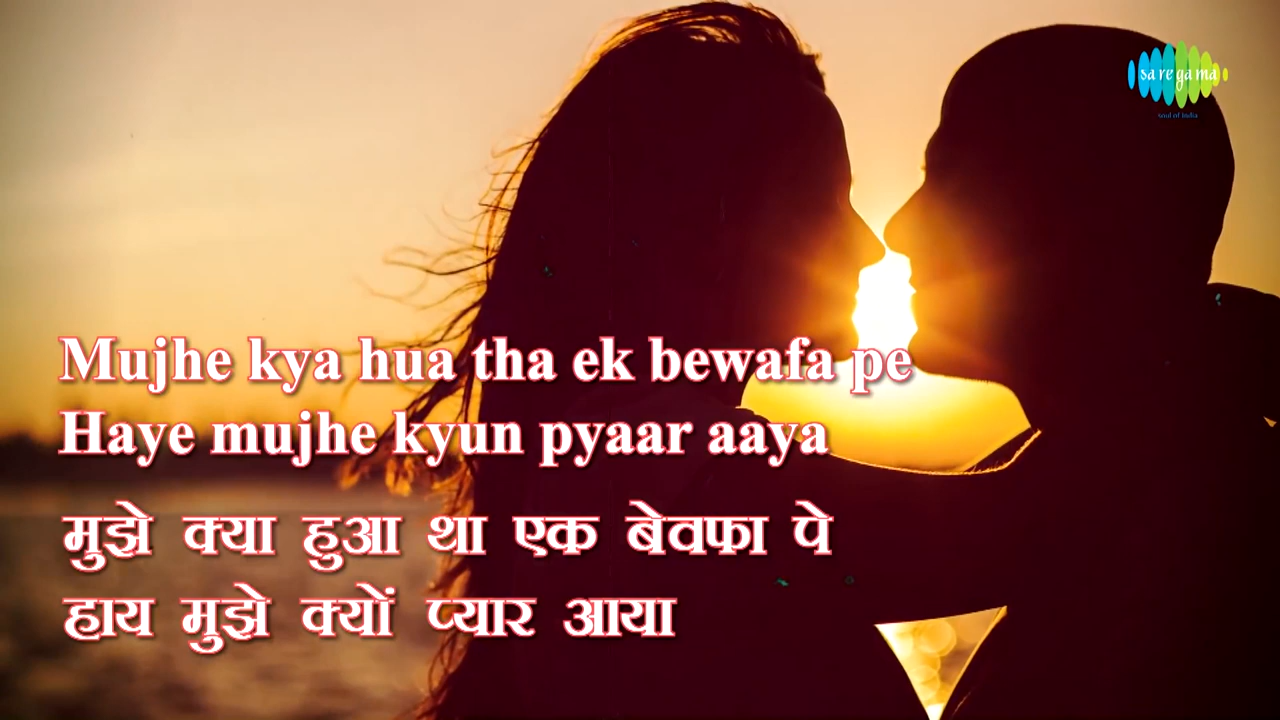 sa re ga ma
soul of India
Mujhe kya hua tha ek bewafa pe
Haye mujhe kyun pyaar aaya
मुझे क्या हुआ था एक बेवफा पे
हाय मुझे क्यों प्यार आया